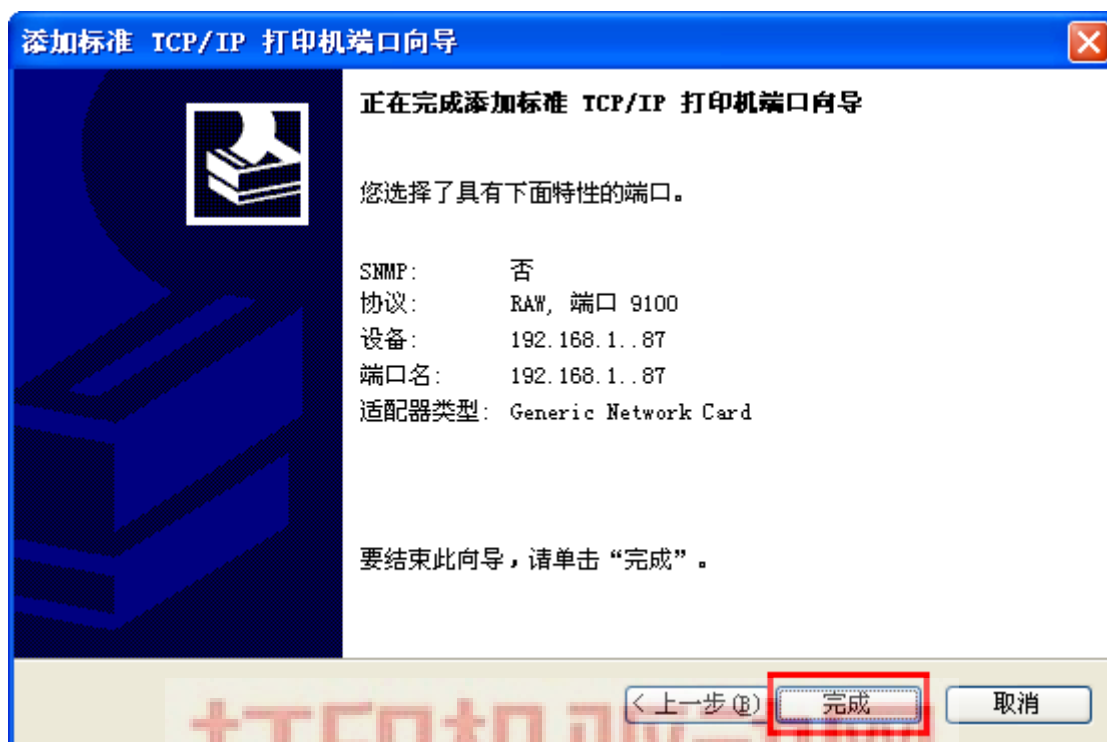 添加标准 TCP/IP 打印机端口向导
正在完成添加标准 TCP/IP 打印机端口向导
您选择了具有下面特性的端口。
SNMP: 否
协议: RAW, 端口 9100
设备: 192.168.1..87
端口名: 192.168.1..87
适配器类型: Generic Network Card
要结束此向导，请单击“完成”。
< 上一步(B) 完成 取消